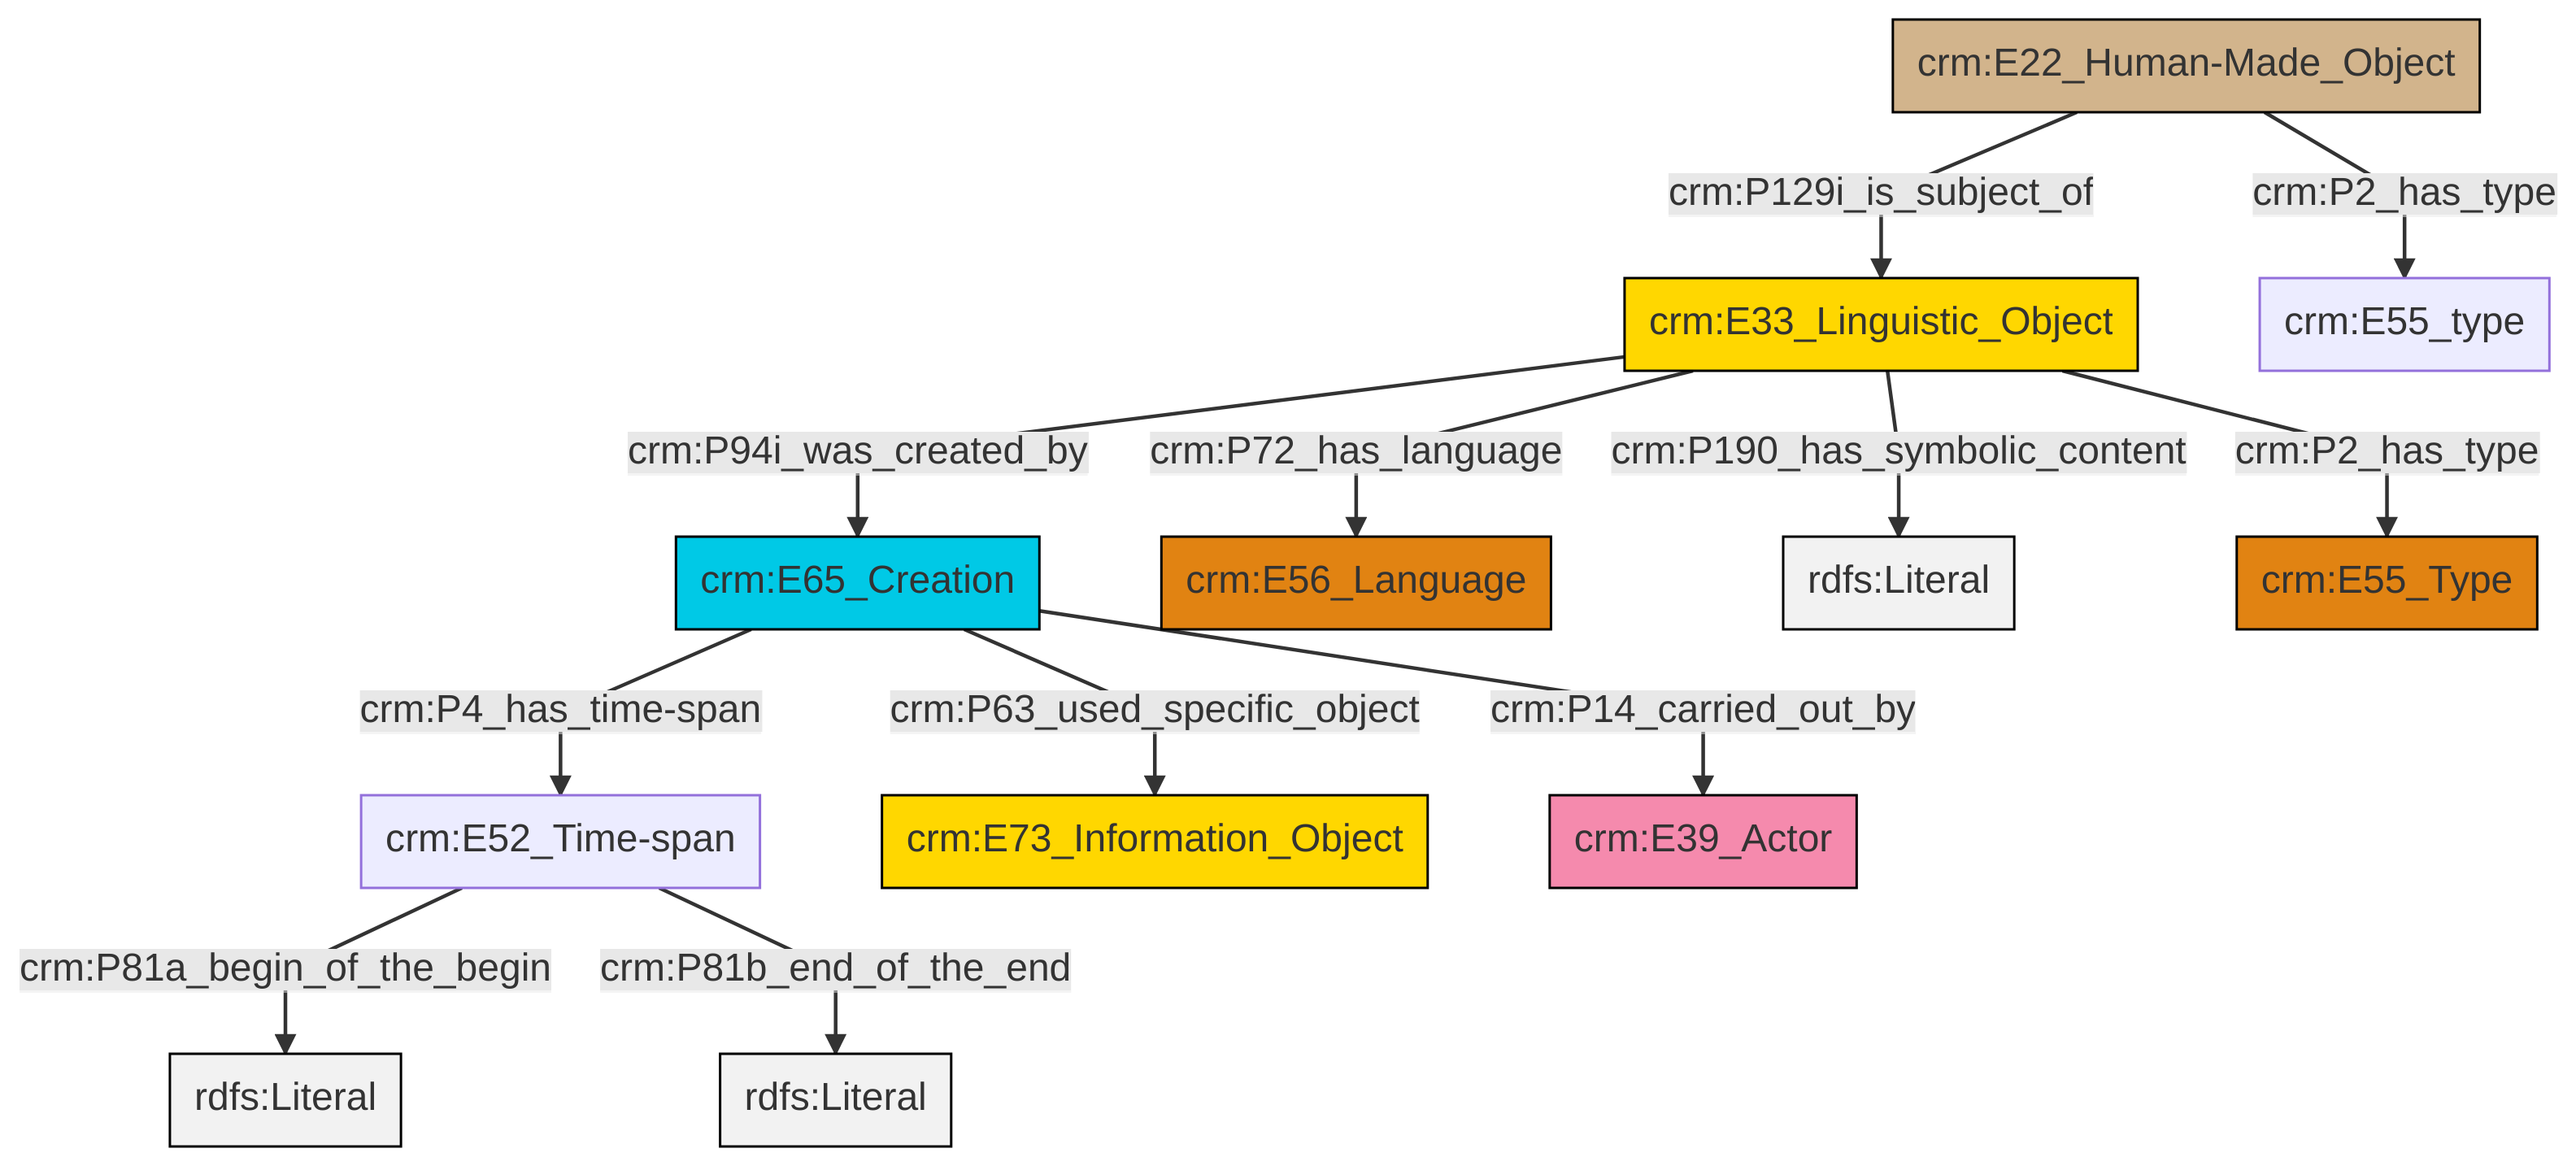 crm:E22_Human-Made_Object
crm:P129i_is_subject_of
crm:P2_has_type
crm:E33_Linguistic_Object
crm:E55_type
crm:P94i_was_created_by
crm:P72_has_language
crm:P190_has_symbolic_content
crm:P2_has_type
crm:E65_Creation
crm:E56_Language
rdfs:Literal
crm:E55_Type
crm:P4_has_time-span
crm:P63_used_specific_object
crm:P14_carried_out_by
crm:E52_Time-span
crm:E73_Information_Object
crm:E39_Actor
crm:P81a_begin_of_the_begin
crm:P81b_end_of_the_end
rdfs:Literal
rdfs:Literal